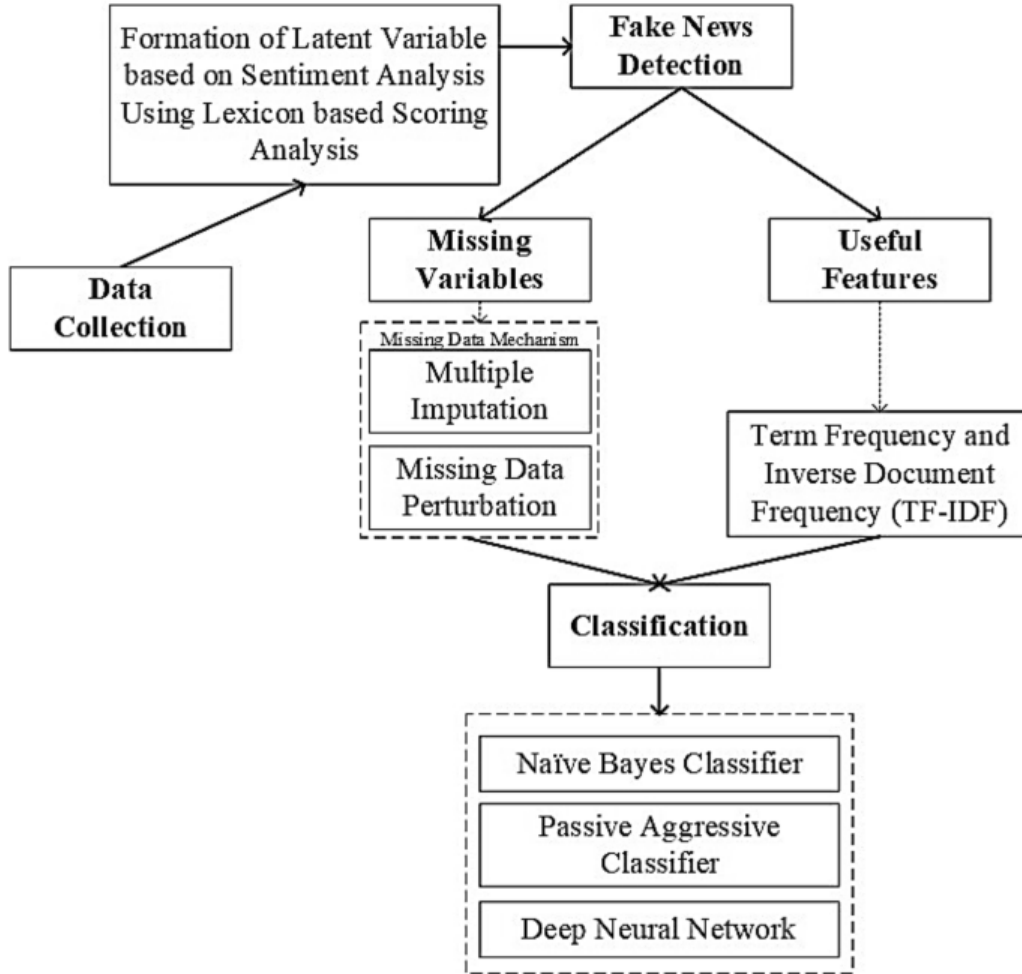 Formation of Latent Variable
based on Sentiment Analysis
Using Lexicon based Scoring
Analysis
Fake News
Detection
Data
Collection
Missing
Variables
Useful
Features
Missing Data Mechanism
Multiple
Imputation
Missing Data
Perturbation
Term Frequency and
Inverse Document
Frequency (TF-IDF)
Classification
Naïve Bayes Classifier
Passive Aggressive
Classifier
Deep Neural Network